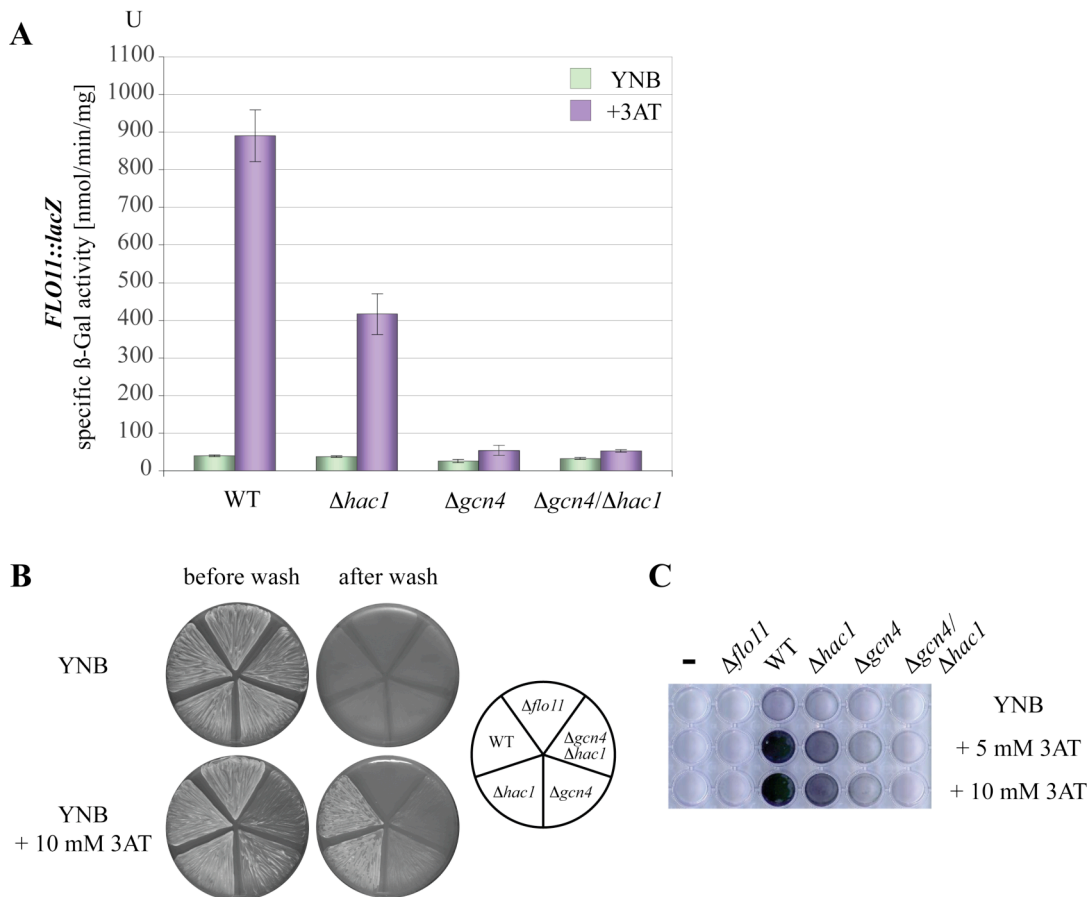 A
U
FLO11::lacZ
specific ß-Gal activity [nmol/min/mg]
1100
1000
900
800
700
600
500
400
300
200
100
0
YNB
+3AT
WT
Δhac1
Δgcn4
Δgcn4/Δhac1
B
before wash
after wash
YNB
YNB
+ 10 mM 3AT
Δflo11
WT
Δgcn4
Δhac1
Δhac1
Δgcn4
C
-
Δflo11
WT
Δhac1
Δgcn4
Δgcn4/
Δhac1
YNB
+ 5 mM 3AT
+ 10 mM 3AT